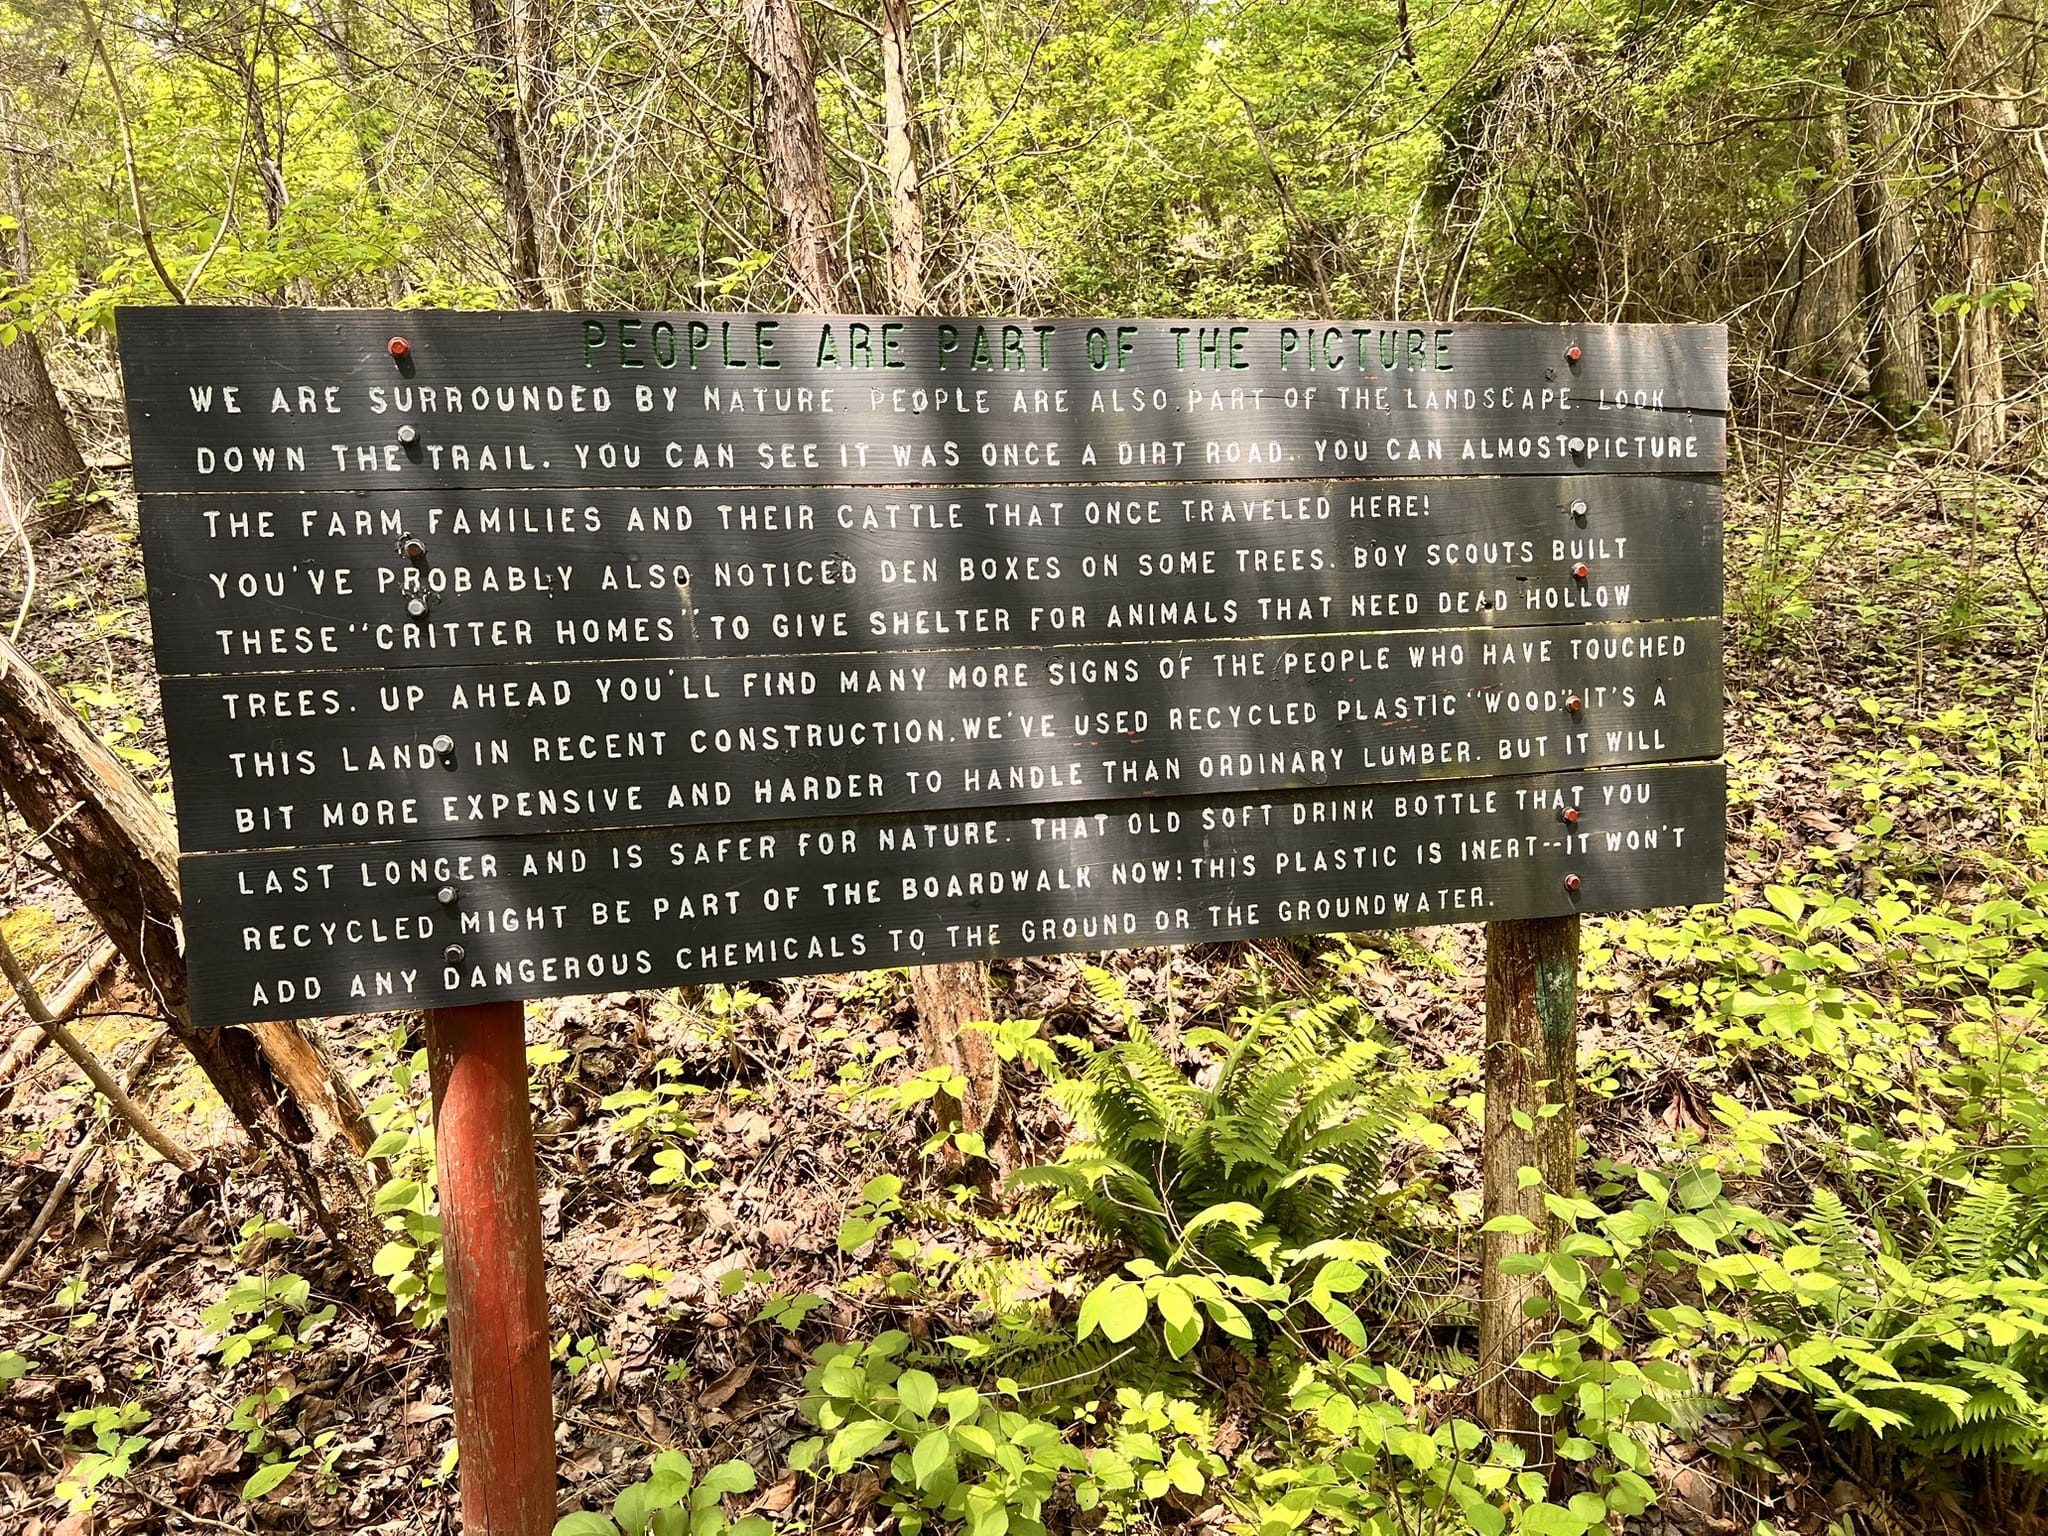 PEOPLE ARE PART OF THE PICTURE
WE ARE SURROUNDED BY NATURE. PEOPLE ARE ALSO PART OF THE LANDSCAPE. LOOK
DOWN THE TRAIL. YOU CAN SEE IT WAS ONCE A DIRT ROAD. YOU CAN ALMOST PICTURE
THE FARM FAMILIES AND THEIR CATTLE THAT ONCE TRAVELED HERE!
YOU'VE PROBABLY ALSO NOTICED DEN BOXES ON SOME TREES. BOY SCOUTS BUILT
THESE "CRITTER HOMES" TO GIVE SHELTER FOR ANIMALS THAT NEED DEAD HOLLOW
TREES. UP AHEAD YOU'LL FIND MANY MORE SIGNS OF THE PEOPLE WHO HAVE TOUCHED
THIS LAND. IN RECENT CONSTRUCTION, WE'VE USED RECYCLED PLASTIC "WOOD". IT'S A
BIT MORE EXPENSIVE AND HARDER TO HANDLE THAN ORDINARY LUMBER. BUT IT WILL
LAST LONGER AND IS SAFER FOR NATURE. THAT OLD SOFT DRINK BOTTLE THAT YOU
RECYCLED MIGHT BE PART OF THE BOARDWALK NOW! THIS PLASTIC IS INERT--IT WON'T
ADD ANY DANGEROUS CHEMICALS TO THE GROUND OR THE GROUNDWATER.